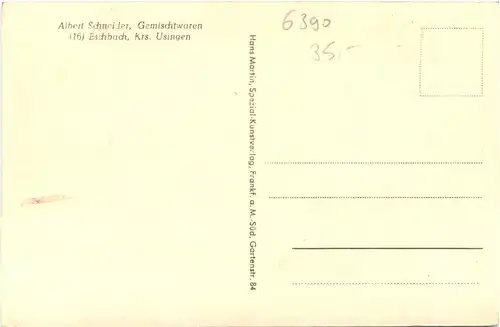 Albert Schneider, Gemischtwaren
(16) Eschbach, Krs. Usingen
6390
35,-
Hans Martin, Spezial-Kunstverlag, Frankf. a. M.-Süd, Gartenstr. 84